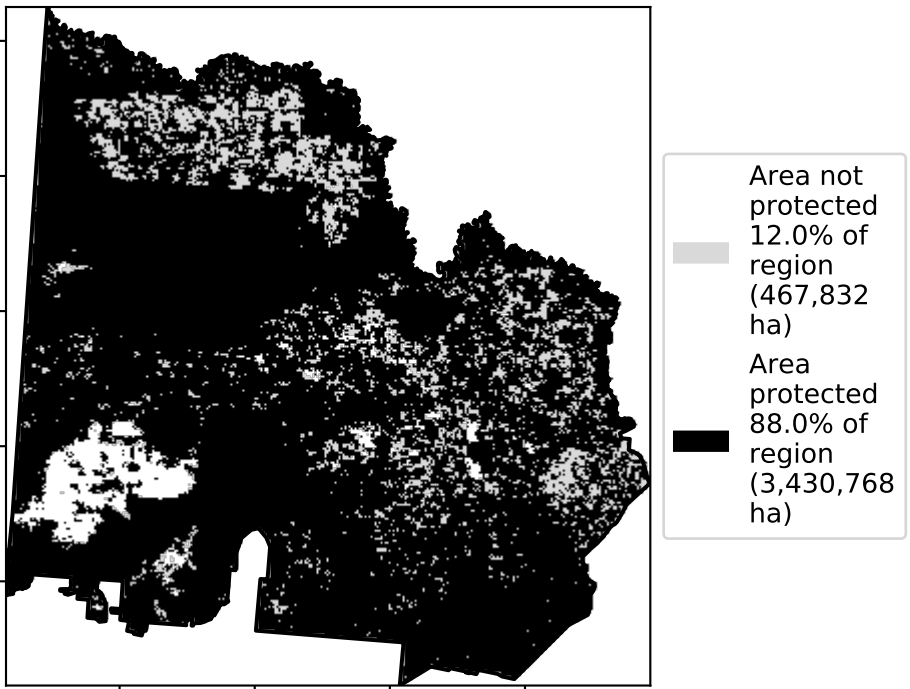 Area not
protected
12.0% of
region
(467,832
ha)
Area
protected
88.0% of
region
(3,430,768
ha)